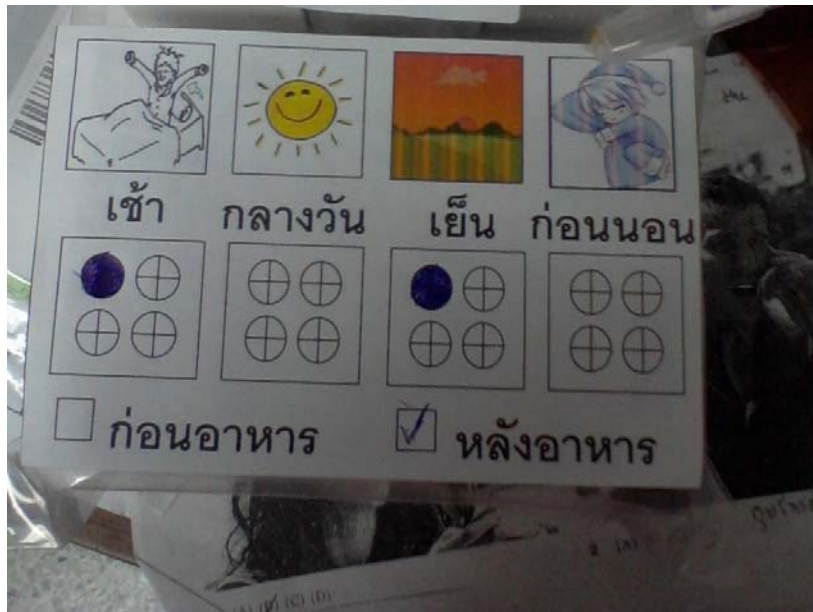 เช้า กลางวัน เย็น ก่อนนอน
ก่อนอาหาร หลังอาหาร
(A) (B) (C) (D)